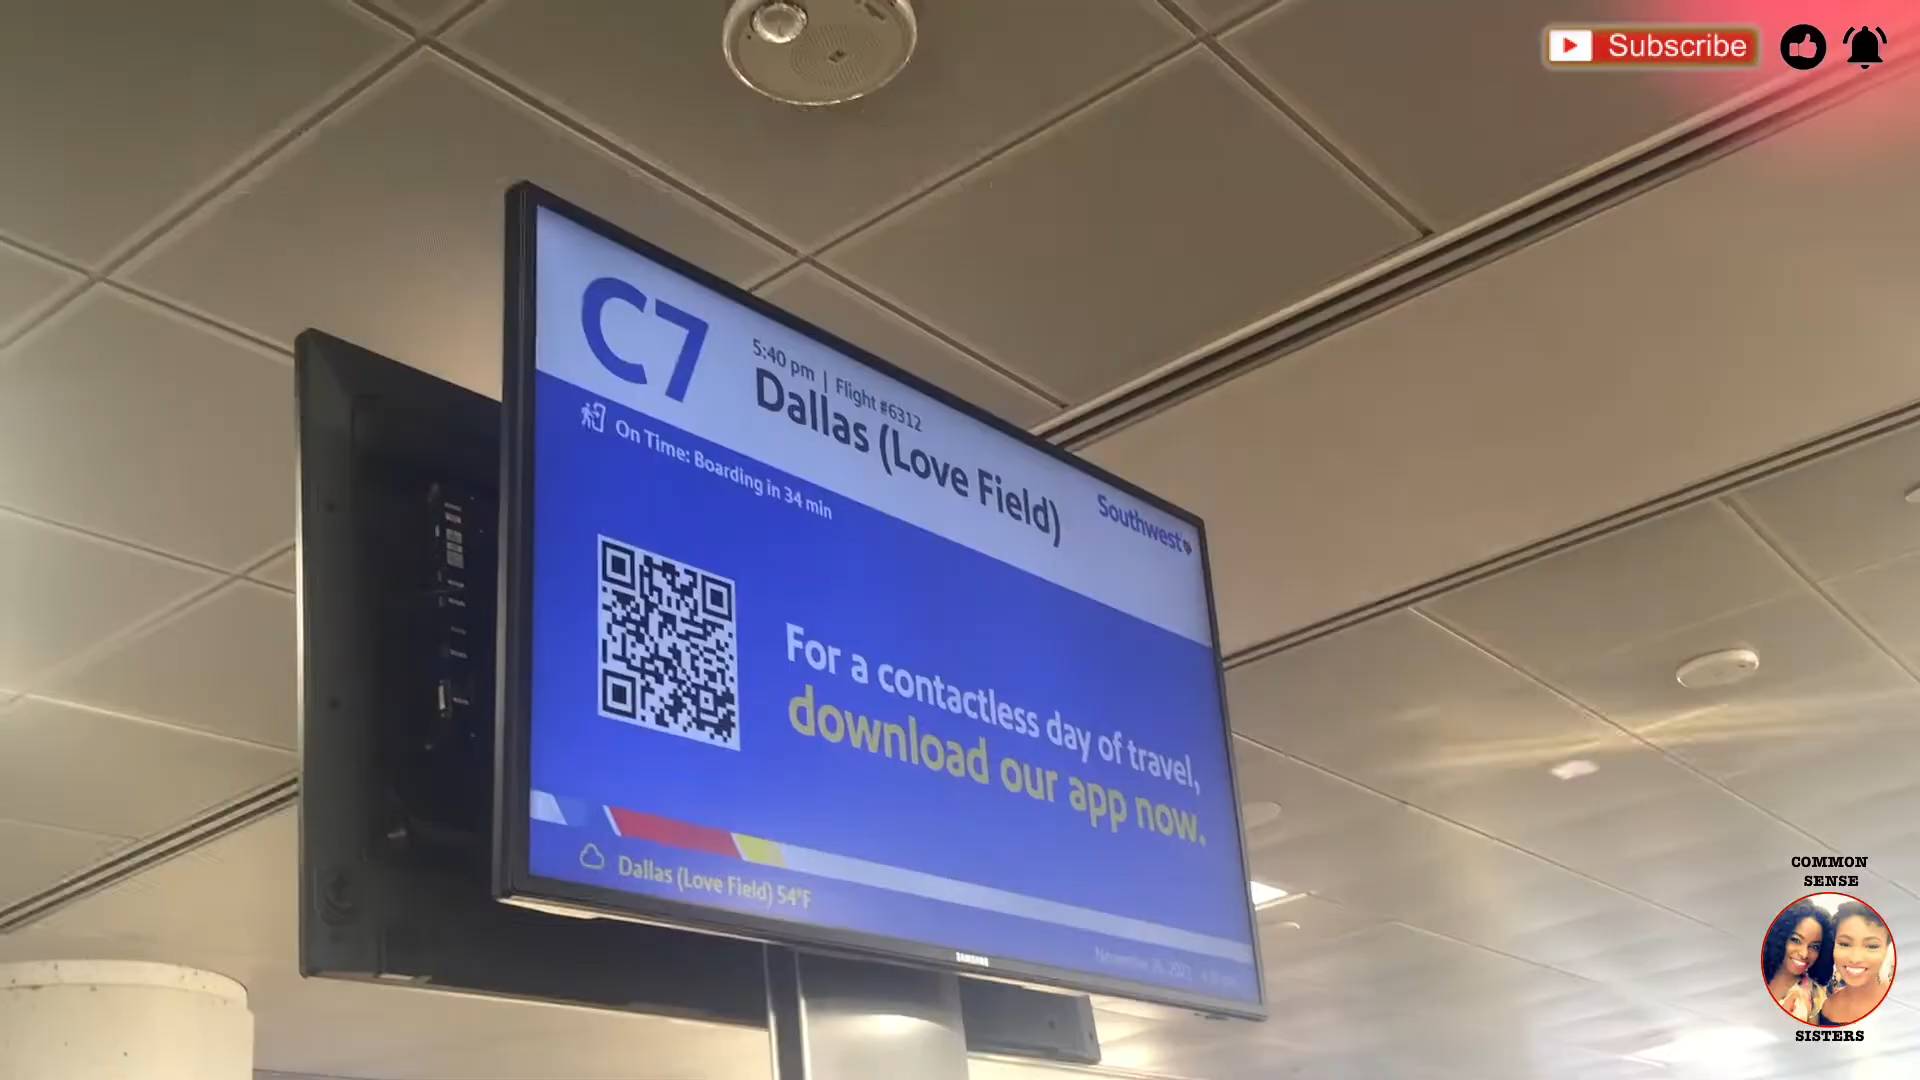 Subscribe
C7
5:40 pm | Flight #6312
Dallas (Love Field)
Southwest
On Time: Boarding in 34 min
For a contactless day of travel,
download our app now.
Dallas (Love Field) 54°F
SAMSUNG
COMMON
SENSE
SISTERS